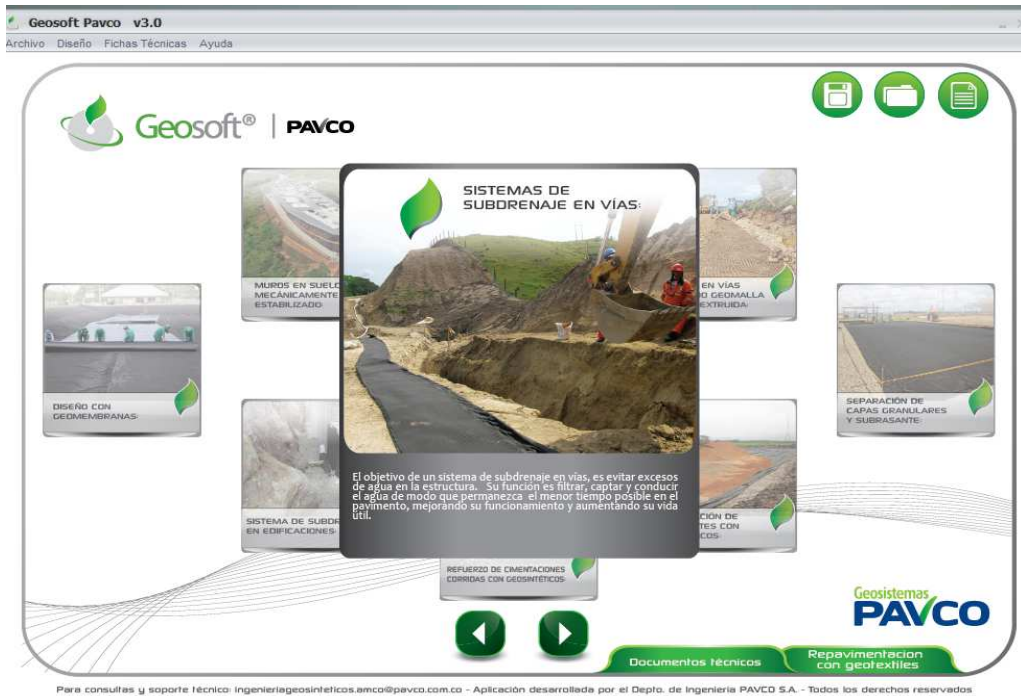 Geosoft Pavco v3.0
Archivo Diseño Fichas Técnicas Ayuda
Geosoft® | PAVCO
SISTEMAS DE
SUBDRENAJE EN VÍAS:
MUROS EN SUELO
MECÁNICAMENTE
ESTABILIZADO:
EN VÍAS
GEOMALLA
EXTRUIDA:
DISEÑO CON
GEOMEMBRANAS:
SEPARACIÓN DE
CAPAS GRANULARES
Y SUBRASANTE:
El objetivo de un sistema de subdrenaje en vías, es evitar excesos
de agua en la estructura. Su función es filtrar, captar y conducir
el agua de modo que permanezca el menor tiempo posible en el
pavimento, mejorando su funcionamiento y aumentando su vida
útil.
SISTEMA DE SUBDR
EN EDIFICACIONES:
CIÓN DE
TES CON
COS:
REFUERZO DE CIMENTACIONES
CORRIDAS CON GEOSINTÉTICOS:
Geosistemas
PAVCO
Documentos técnicos
Repavimentacion
con geotextiles
Para consultas y soporte técnico: ingenieriageosinteticos.amco@pavco.com.co - Aplicación desarrollada por el Depto. de Ingeniería PAVCO S.A. - Todos los derechos reservados